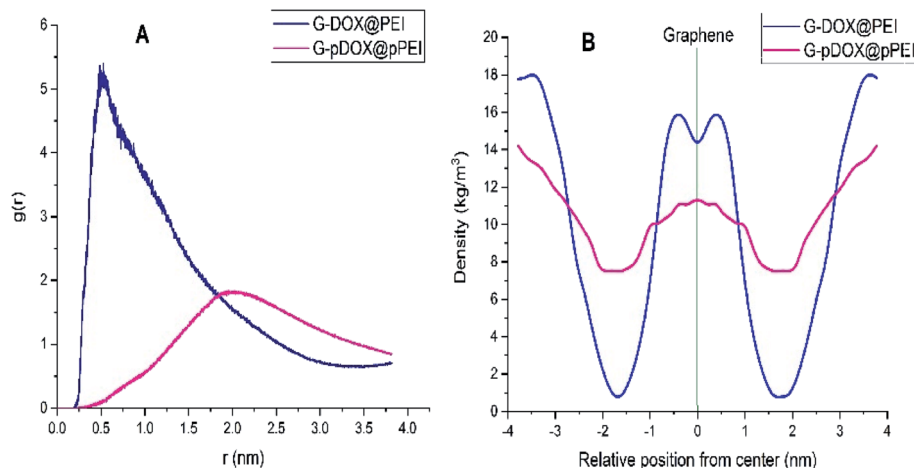 A
G-DOX@PEI
G-pDOX@pPEI
6
5
4
3
2
1
0
g(r)
0.0 0.5 1.0 1.5 2.0 2.5 3.0 3.5 4.0
r (nm)
B
Graphene
G-DOX@PEI
G-pDOX@pPEI
20
18
16
14
12
10
8
6
4
2
0
Density (kg/m³)
-4 -3 -2 -1 0 1 2 3 4
Relative position from center (nm)